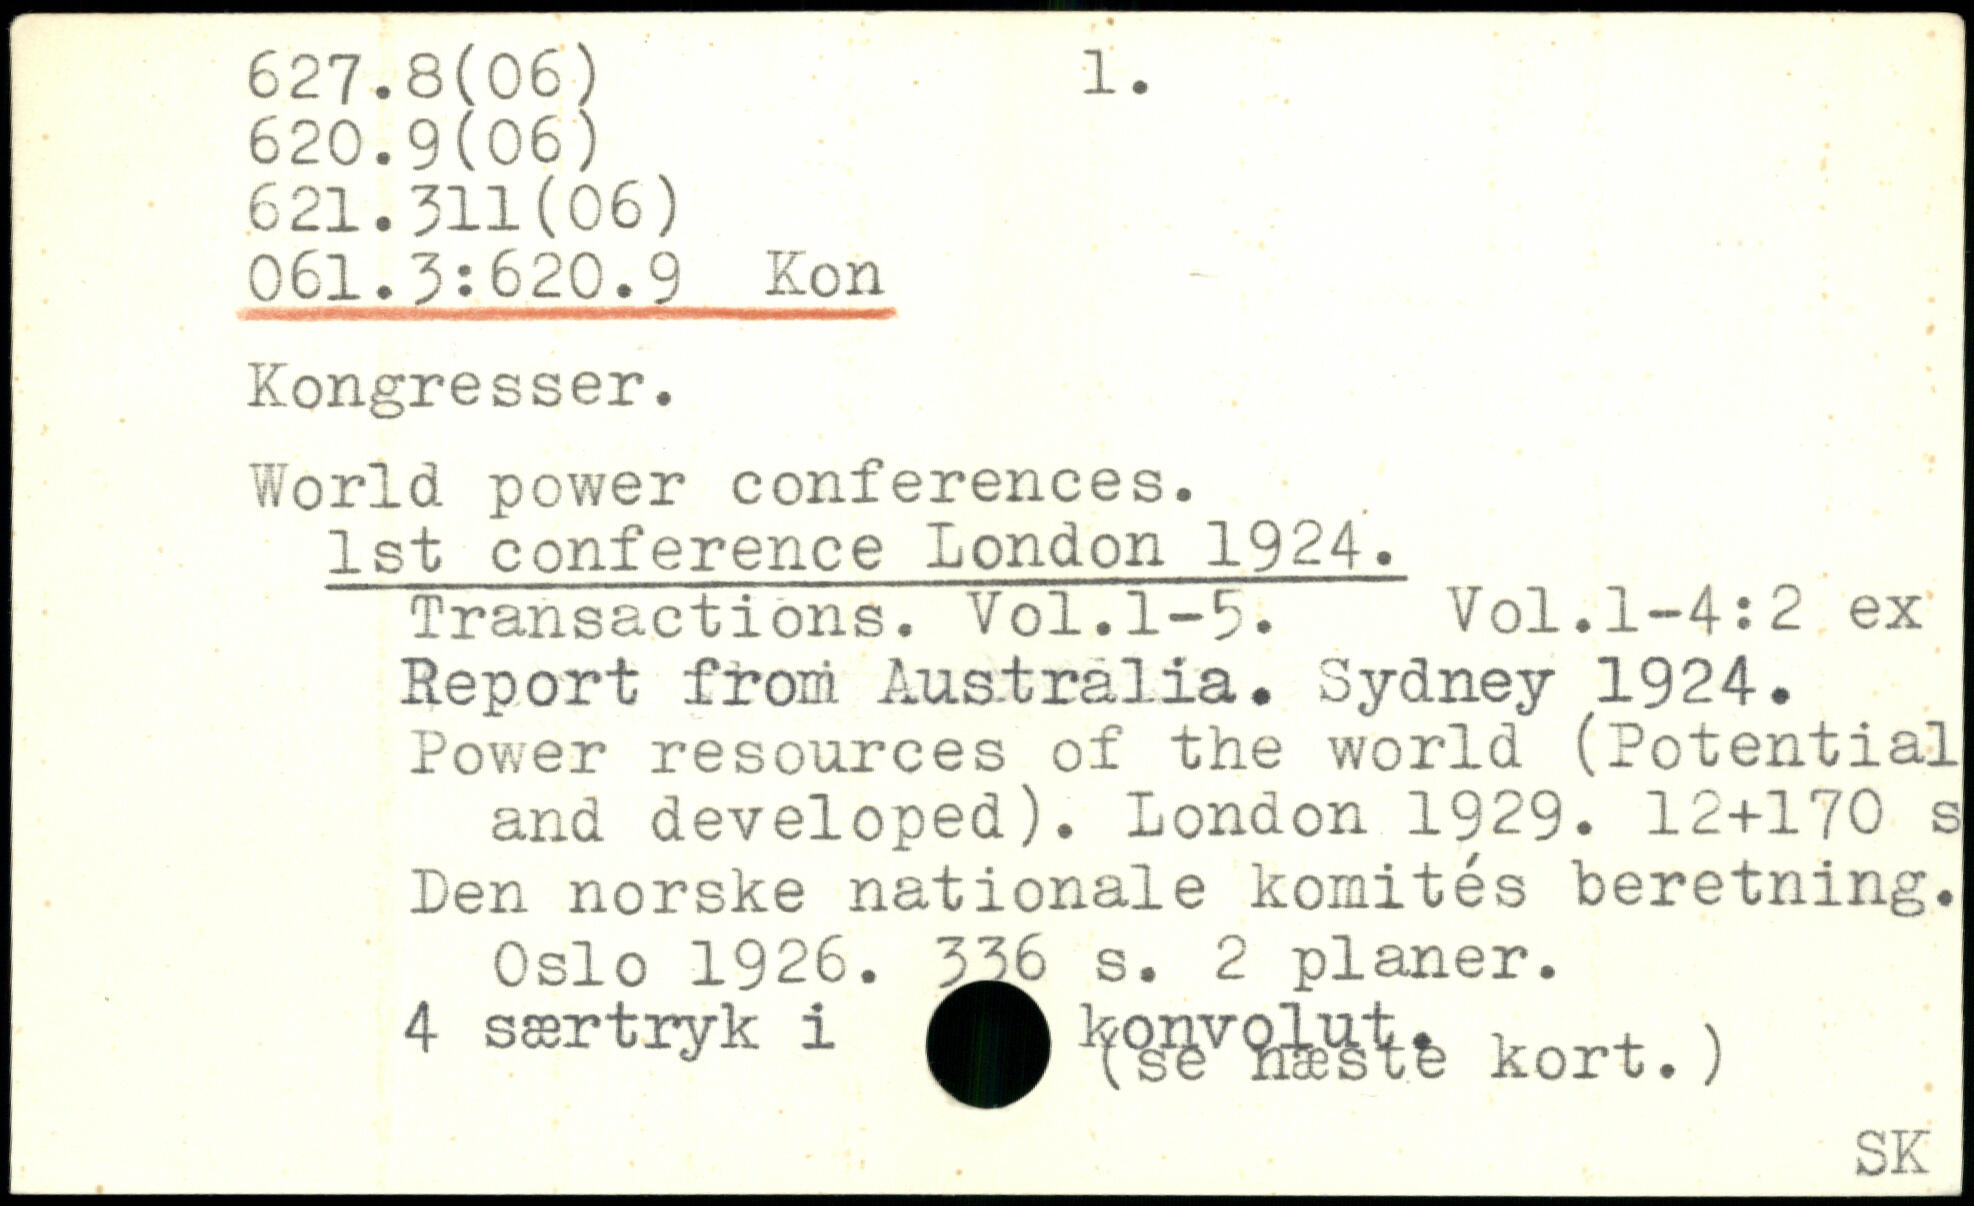 627.8(06) 1.
620.9(06)
621.311(06)
061.3:620.9 Kon
Kongresser.
World power conferences.
1st conference London 1924.
Transactions. Vol.1-5. Vol.1-4:2 ex
Report from Australia. Sydney 1924.
Power resources of the world (Potential
and developed). London 1929. 12+170 s
Den norske nationale komités beretning.
Oslo 1926. 336 s. 2 planer.
4 særtryk i konvolut.
(se næste kort.)
SK